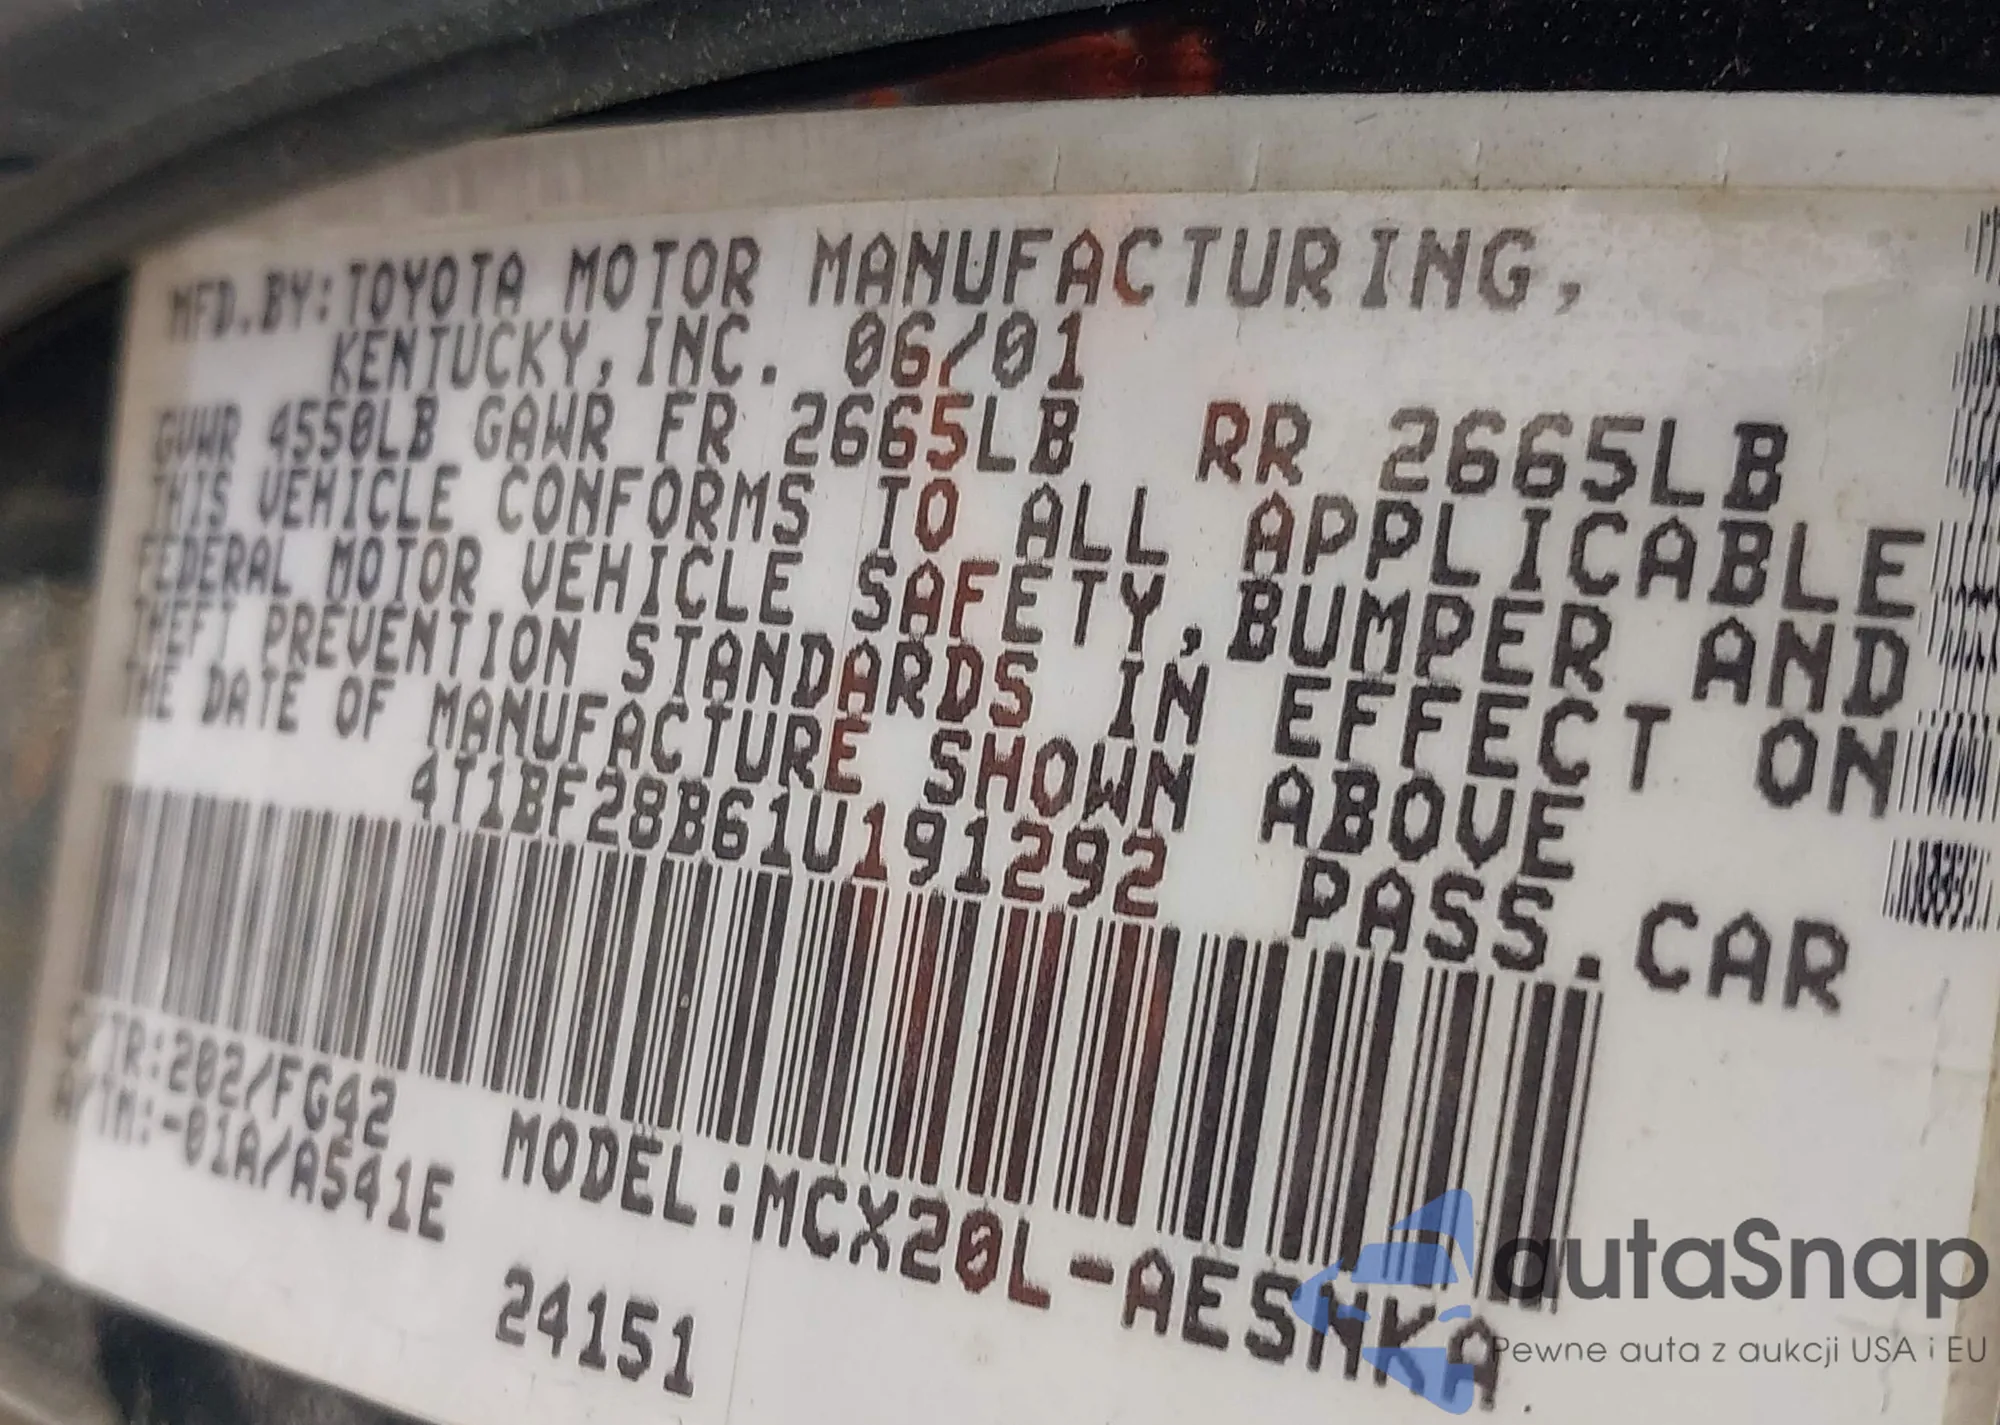 MFD.BY:TOYOTA MOTOR MANUFACTURING,
KENTUCKY,INC. 06/01
GVWR 4550LB GAWR FR 2665LB RR 2665LB
THIS VEHICLE CONFORMS TO ALL APPLICABLE
FEDERAL MOTOR VEHICLE SAFETY,BUMPER AND
THEFT PREVENTION STANDARDS IN EFFECT ON
THE DATE OF MANUFACTURE SHOWN ABOVE
4T1BF28B61U191292 PASS.CAR
C/TR:202/FG42
A/TM:-01A/A541E
MODEL:MCX20L-AESNKA
24151
autaSnap
Pewne auta z aukcji USA i EU